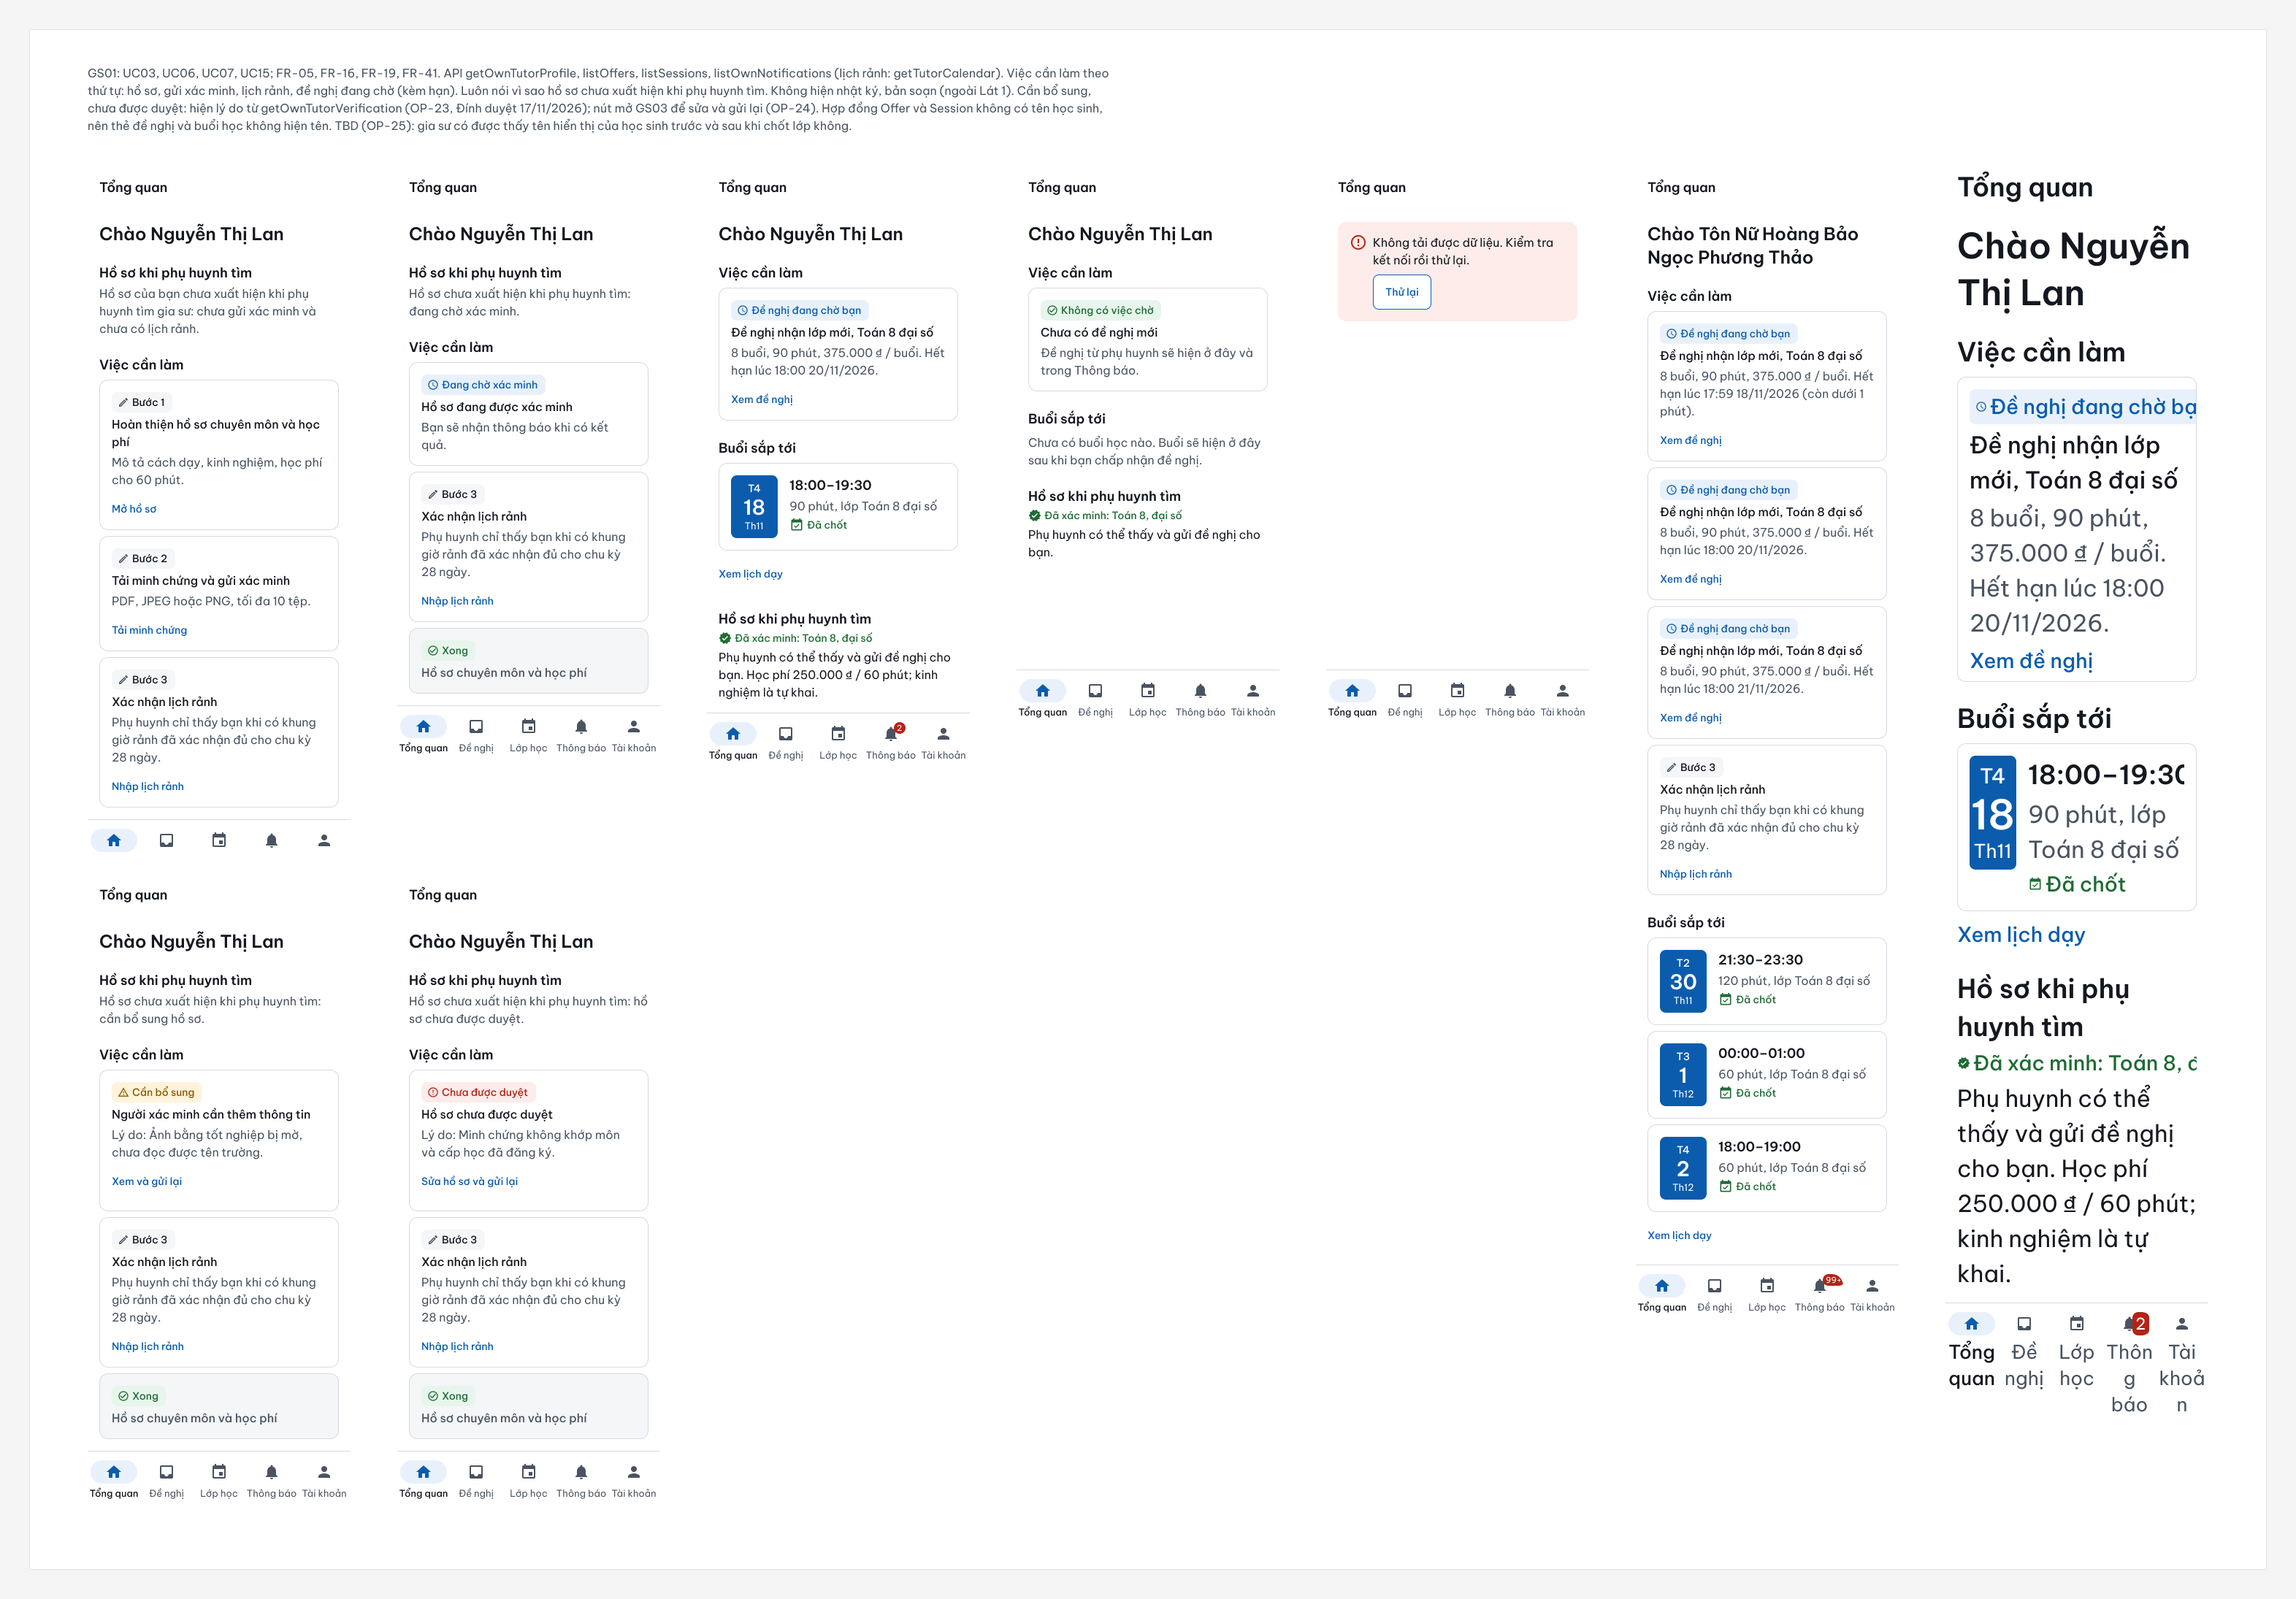 GS01: UC03, UC06, UC07, UC15; FR-05, FR-16, FR-19, FR-41. API getOwnTutorProfile, listOffers, listSessions, listOwnNotifications (lịch rảnh: getTutorCalendar). Việc cần làm theo
thứ tự: hồ sơ, gửi xác minh, lịch rảnh, đề nghị đang chờ (kèm hạn). Luôn nói vì sao hồ sơ chưa xuất hiện khi phụ huynh tìm. Không hiện nhật ký, bản soạn (ngoài Lát 1). Cần bổ sung,
chưa được duyệt: hiện lý do từ getOwnTutorVerification (OP-23, Đính duyệt 17/11/2026); nút mở GS03 để sửa và gửi lại (OP-24). Hợp đồng Offer và Session không có tên học sinh,
nên thẻ đề nghị và buổi học không hiện tên. TBD (OP-25): gia sư có được thấy tên hiển thị của học sinh trước và sau khi chốt lớp không.
Tổng quan
Chào Nguyễn Thị Lan
Hồ sơ khi phụ huynh tìm
Hồ sơ của bạn chưa xuất hiện khi phụ
huynh tìm gia sư: chưa gửi xác minh và
chưa có lịch rảnh.
Việc cần làm
Bước 1
Hoàn thiện hồ sơ chuyên môn và học
phí
Mô tả cách dạy, kinh nghiệm, học phí
cho 60 phút.
Mở hồ sơ
Bước 2
Tải minh chứng và gửi xác minh
PDF, JPEG hoặc PNG, tối đa 10 tệp.
Tải minh chứng
Bước 3
Xác nhận lịch rảnh
Phụ huynh chỉ thấy bạn khi có khung
giờ rảnh đã xác nhận đủ cho chu kỳ
28 ngày.
Nhập lịch rảnh
Tổng quan
Chào Nguyễn Thị Lan
Hồ sơ khi phụ huynh tìm
Hồ sơ chưa xuất hiện khi phụ huynh tìm:
đang chờ xác minh.
Việc cần làm
Đang chờ xác minh
Hồ sơ đang được xác minh
Bạn sẽ nhận thông báo khi có kết
quả.
Bước 3
Xác nhận lịch rảnh
Phụ huynh chỉ thấy bạn khi có khung
giờ rảnh đã xác nhận đủ cho chu kỳ
28 ngày.
Nhập lịch rảnh
Xong
Hồ sơ chuyên môn và học phí
Tổng quan Đề nghị Lớp học Thông báo Tài khoản
Tổng quan
Chào Nguyễn Thị Lan
Việc cần làm
Đề nghị đang chờ bạn
Đề nghị nhận lớp mới, Toán 8 đại số
8 buổi, 90 phút, 375.000 ₫ / buổi. Hết
hạn lúc 18:00 20/11/2026.
Xem đề nghị
Buổi sắp tới
T4
18
Th11
18:00–19:30
90 phút, lớp Toán 8 đại số
Đã chốt
Xem lịch dạy
Hồ sơ khi phụ huynh tìm
Đã xác minh: Toán 8, đại số
Phụ huynh có thể thấy và gửi đề nghị cho
bạn. Học phí 250.000 ₫ / 60 phút; kinh
nghiệm là tự khai.
2
Tổng quan Đề nghị Lớp học Thông báo Tài khoản
Tổng quan
Chào Nguyễn Thị Lan
Việc cần làm
Không có việc chờ
Chưa có đề nghị mới
Đề nghị từ phụ huynh sẽ hiện ở đây và
trong Thông báo.
Buổi sắp tới
Chưa có buổi học nào. Buổi sẽ hiện ở đây
sau khi bạn chấp nhận đề nghị.
Hồ sơ khi phụ huynh tìm
Đã xác minh: Toán 8, đại số
Phụ huynh có thể thấy và gửi đề nghị cho
bạn.
Tổng quan Đề nghị Lớp học Thông báo Tài khoản
Tổng quan
Không tải được dữ liệu. Kiểm tra
kết nối rồi thử lại.
Thử lại
Tổng quan Đề nghị Lớp học Thông báo Tài khoản
Tổng quan
Chào Tôn Nữ Hoàng Bảo
Ngọc Phương Thảo
Việc cần làm
Đề nghị đang chờ bạn
Đề nghị nhận lớp mới, Toán 8 đại số
8 buổi, 90 phút, 375.000 ₫ / buổi. Hết
hạn lúc 17:59 18/11/2026 (còn dưới 1
phút).
Xem đề nghị
Đề nghị đang chờ bạn
Đề nghị nhận lớp mới, Toán 8 đại số
8 buổi, 90 phút, 375.000 ₫ / buổi. Hết
hạn lúc 18:00 20/11/2026.
Xem đề nghị
Đề nghị đang chờ bạn
Đề nghị nhận lớp mới, Toán 8 đại số
8 buổi, 90 phút, 375.000 ₫ / buổi. Hết
hạn lúc 18:00 21/11/2026.
Xem đề nghị
Bước 3
Xác nhận lịch rảnh
Phụ huynh chỉ thấy bạn khi có khung
giờ rảnh đã xác nhận đủ cho chu kỳ
28 ngày.
Nhập lịch rảnh
Buổi sắp tới
T2
30
Th11
21:30–23:30
120 phút, lớp Toán 8 đại số
Đã chốt
T3
1
Th12
00:00–01:00
60 phút, lớp Toán 8 đại số
Đã chốt
T4
2
Th12
18:00–19:00
60 phút, lớp Toán 8 đại số
Đã chốt
Xem lịch dạy
99+
Tổng quan Đề nghị Lớp học Thông báo Tài khoản
Tổng quan
Chào Nguyễn
Thị Lan
Việc cần làm
Đề nghị đang chờ bạ
Đề nghị nhận lớp
mới, Toán 8 đại số
8 buổi, 90 phút,
375.000 ₫ / buổi.
Hết hạn lúc 18:00
20/11/2026.
Xem đề nghị
Buổi sắp tới
T4
18
Th11
18:00–19:30
90 phút, lớp
Toán 8 đại số
Đã chốt
Xem lịch dạy
Hồ sơ khi phụ
huynh tìm
Đã xác minh: Toán 8, đ
Phụ huynh có thể
thấy và gửi đề nghị
cho bạn. Học phí
250.000 ₫ / 60 phút;
kinh nghiệm là tự
khai.
2
Tổng Đề Lớp Thôn Tài
quan nghị học g khoả
báo n
Tổng quan
Chào Nguyễn Thị Lan
Hồ sơ khi phụ huynh tìm
Hồ sơ chưa xuất hiện khi phụ huynh tìm:
cần bổ sung hồ sơ.
Việc cần làm
Cần bổ sung
Người xác minh cần thêm thông tin
Lý do: Ảnh bằng tốt nghiệp bị mờ,
chưa đọc được tên trường.
Xem và gửi lại
Bước 3
Xác nhận lịch rảnh
Phụ huynh chỉ thấy bạn khi có khung
giờ rảnh đã xác nhận đủ cho chu kỳ
28 ngày.
Nhập lịch rảnh
Xong
Hồ sơ chuyên môn và học phí
Tổng quan Đề nghị Lớp học Thông báo Tài khoản
Tổng quan
Chào Nguyễn Thị Lan
Hồ sơ khi phụ huynh tìm
Hồ sơ chưa xuất hiện khi phụ huynh tìm: hồ
sơ chưa được duyệt.
Việc cần làm
Chưa được duyệt
Hồ sơ chưa được duyệt
Lý do: Minh chứng không khớp môn
và cấp học đã đăng ký.
Sửa hồ sơ và gửi lại
Bước 3
Xác nhận lịch rảnh
Phụ huynh chỉ thấy bạn khi có khung
giờ rảnh đã xác nhận đủ cho chu kỳ
28 ngày.
Nhập lịch rảnh
Xong
Hồ sơ chuyên môn và học phí
Tổng quan Đề nghị Lớp học Thông báo Tài khoản